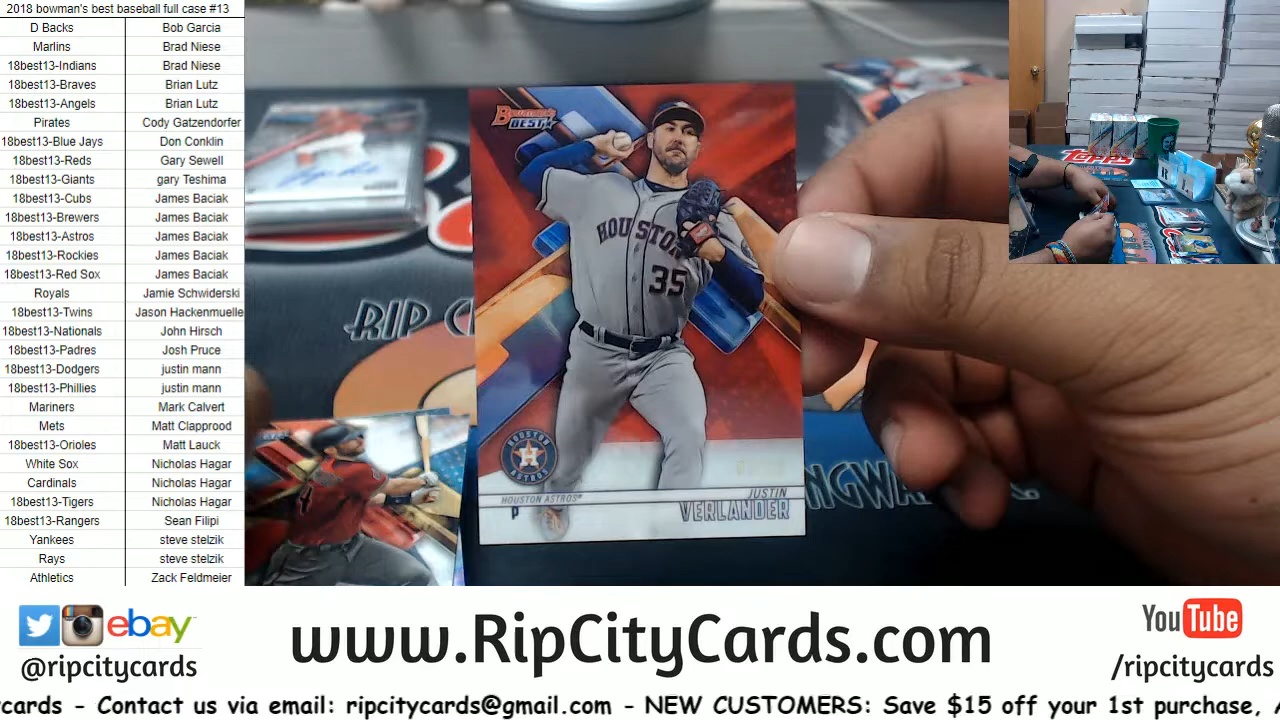 2018 bowman's best baseball full case #13
D Backs Bob Garcia
Marlins Brad Niese
18best13-Indians Brad Niese
18best13-Braves Brian Lutz
18best13-Angels Brian Lutz
Pirates Cody Gatzendorfer
18best13-Blue Jays Don Conklin
18best13-Reds Gary Sewell
18best13-Giants gary Teshima
18best13-Cubs James Baciak
18best13-Brewers James Baciak
18best13-Astros James Baciak
18best13-Rockies James Baciak
18best13-Red Sox James Baciak
Royals Jamie Schwiderski
18best13-Twins Jason Hackenmuelle
18best13-Nationals John Hirsch
18best13-Padres Josh Pruce
18best13-Dodgers justin mann
18best13-Phillies justin mann
Mariners Mark Calvert
Mets Matt Clapprood
18best13-Orioles Matt Lauck
White Sox Nicholas Hagar
Cardinals Nicholas Hagar
18best13-Tigers Nicholas Hagar
18best13-Rangers Sean Filipi
Yankees steve stelzik
Rays steve stelzik
Athletics Zack Feldmeier
Bowman's
BEST
HOUSTON
35
HOUSTON
ASTROS
HOUSTON ASTROS
P
JUSTIN
VERLANDER
RIP C
TOPPS
ebay
@ripcitycards
www.RipCityCards.com
YouTube
/ripcitycards
cards - Contact us via email: ripcitycards@gmail.com - NEW CUSTOMERS: Save $15 off your 1st purchase,